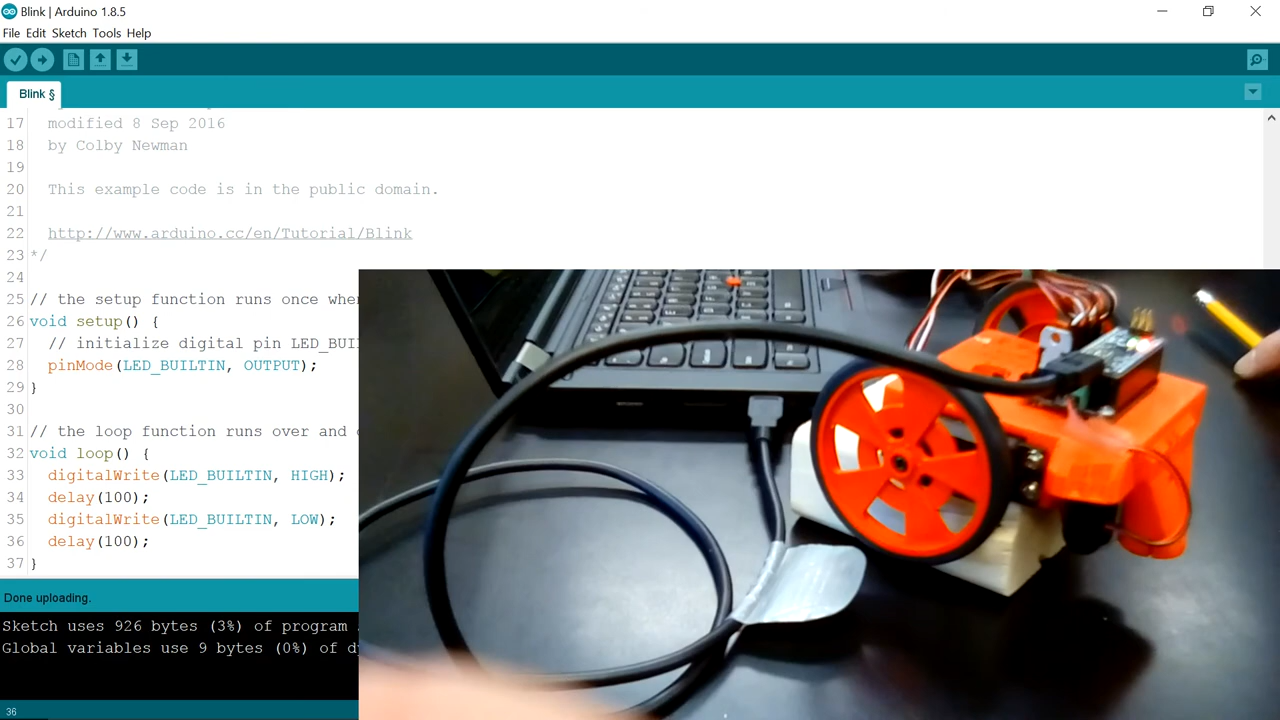 Blink | Arduino 1.8.5
File Edit Sketch Tools Help
Blink §
17 modified 8 Sep 2016
18 by Colby Newman
19
20 This example code is in the public domain.
21
22 http://www.arduino.cc/en/Tutorial/Blink
23 */
24
25 // the setup function runs once whe
26 void setup() {
27 // initialize digital pin LED_BUI
28 pinMode(LED_BUILTIN, OUTPUT);
29 }
30
31 // the loop function runs over and
32 void loop() {
33 digitalWrite(LED_BUILTIN, HIGH);
34 delay(100);
35 digitalWrite(LED_BUILTIN, LOW);
36 delay(100);
37 }
Done uploading.
Sketch uses 926 bytes (3%) of program
Global variables use 9 bytes (0%) of
36